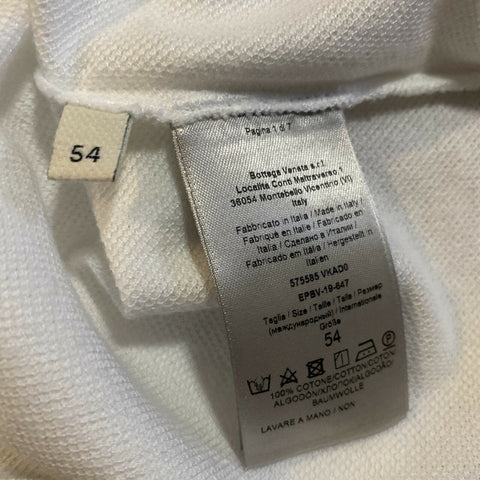 54
Pagina 1 di 7
Bottega Veneta s.r.l.
Località Conti Maltraverso 1
36054 Montebello Vicentino (VI)
Italy
Fabbricato in Italia / Made in Italy /
Fabriqué en Italie / Fabricado en
Italia / Сделано в Италии /
Fabricado em Itália / Hergestellt in
Italien
575585 VKAD0
EPBV-19-647
Taglia / Size / Taille / Talla / Размер
(международный) / Internationale
Größe
54
100% COTONE/COTTON/COTON/
ALGODÓN/ХЛОПОК/ALGODÃO/
BAUMWOLLE
LAVARE A MANO / NON